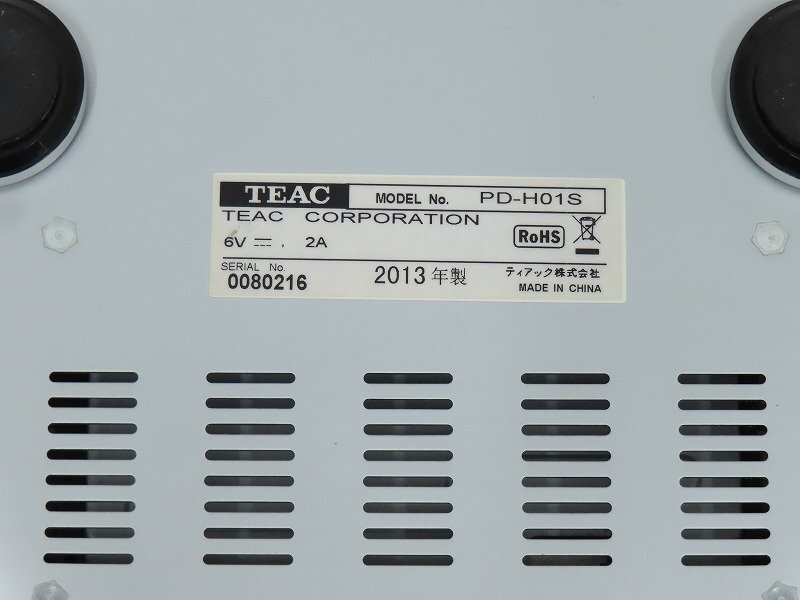 TEAC MODEL No. PD-H01S
TEAC CORPORATION
6V ⎓ , 2A RoHS
SERIAL No
0080216
2013年製
ティアック株式会社
MADE IN CHINA